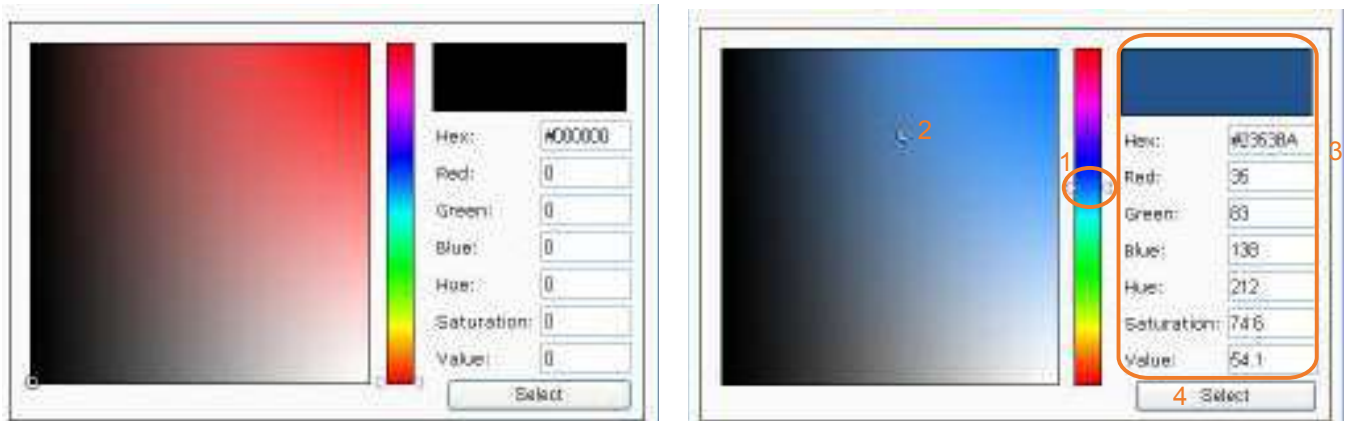 Hex: #000000
Red: 0
Green: 0
Blue: 0
Hue: 0
Saturation: 0
Value: 0
Select
2
1
3
Hex: #23538A
Red: 35
Green: 83
Blue: 138
Hue: 212
Saturation: 74.6
Value: 54.1
4 Select